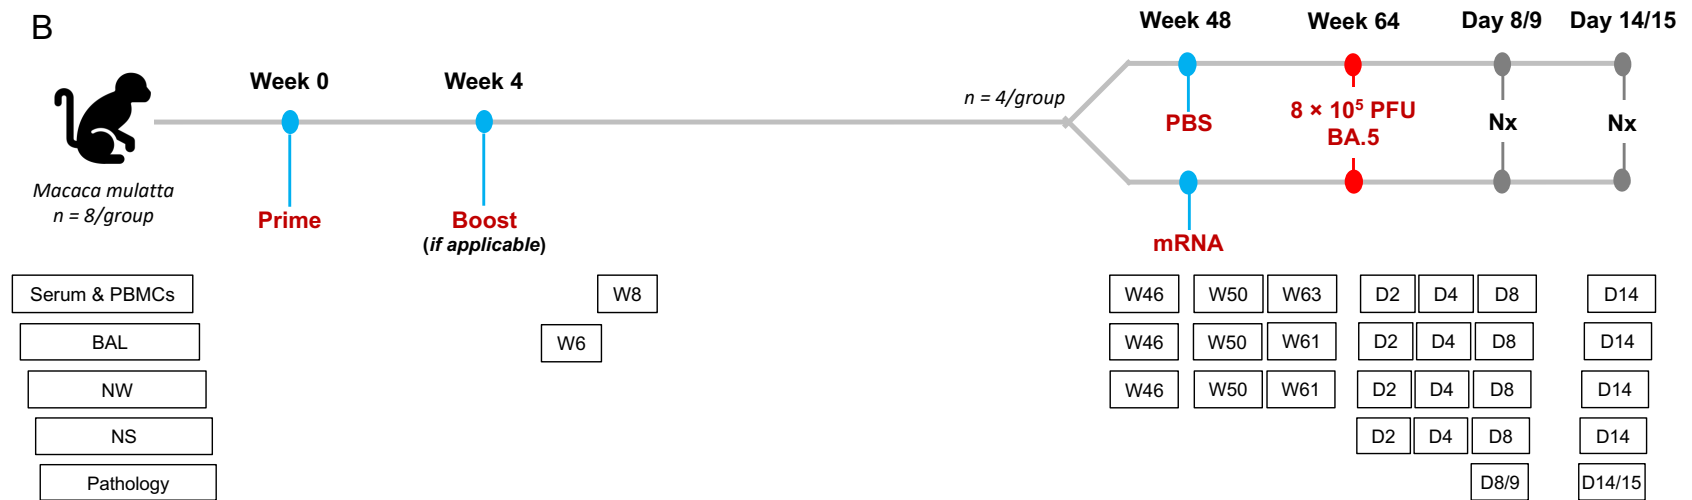 B
Week 0
Week 4
Week 48
Week 64
Day 8/9
Day 14/15
n = 4/group
PBS
8 × 10⁵ PFU
BA.5
Nx
Nx
Macaca mulatta
n = 8/group
Prime
Boost
(if applicable)
mRNA
Serum & PBMCs W8 W46 W50 W63 D2 D4 D8 D14
BAL W6 W46 W50 W61 D2 D4 D8 D14
NW W46 W50 W61 D2 D4 D8 D14
NS D2 D4 D8 D14
Pathology D8/9 D14/15